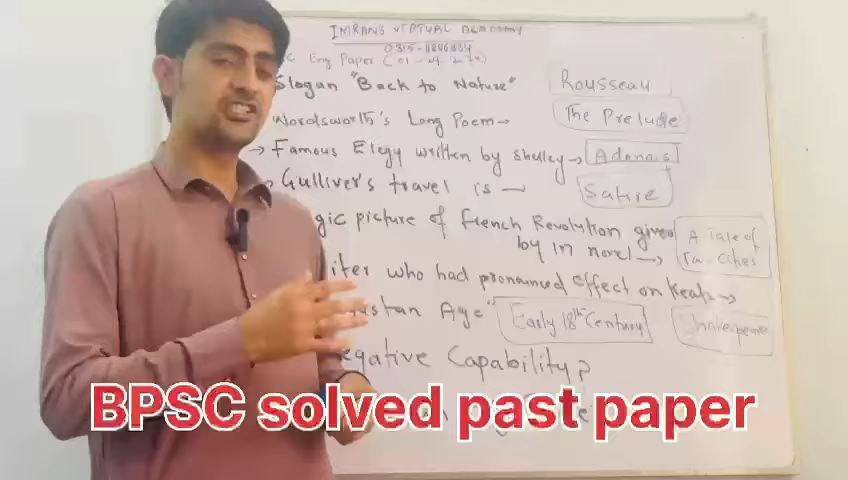 IMRANS VIRTUAL ACADEMY
Eng Paper
Slogan "Back to Nature" Rousseau
Wordsworth's Long Poem → The Prelude
→ Famous Elegy written by Shelley → Adonais
Gulliver's travel is → Satire
gic picture of French Revolution given
by in novel → A Tale of
Two Cities
iter who had pronounced effect on Keats →
ustan Age" Early 18th Century Shakespeare
egative Capability?
BPSC solved past paper